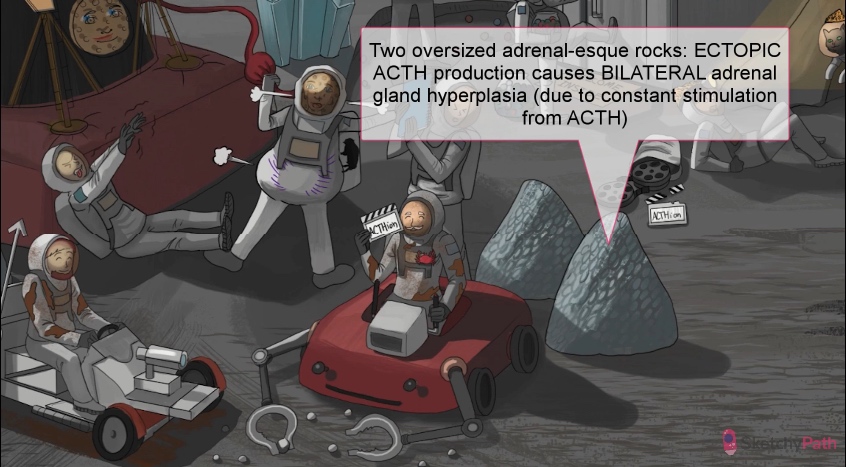 Two oversized adrenal-esque rocks: ECTOPIC
ACTH production causes BILATERAL adrenal
gland hyperplasia (due to constant stimulation
from ACTH)
ACTHion
ACTHion
SketchyPath